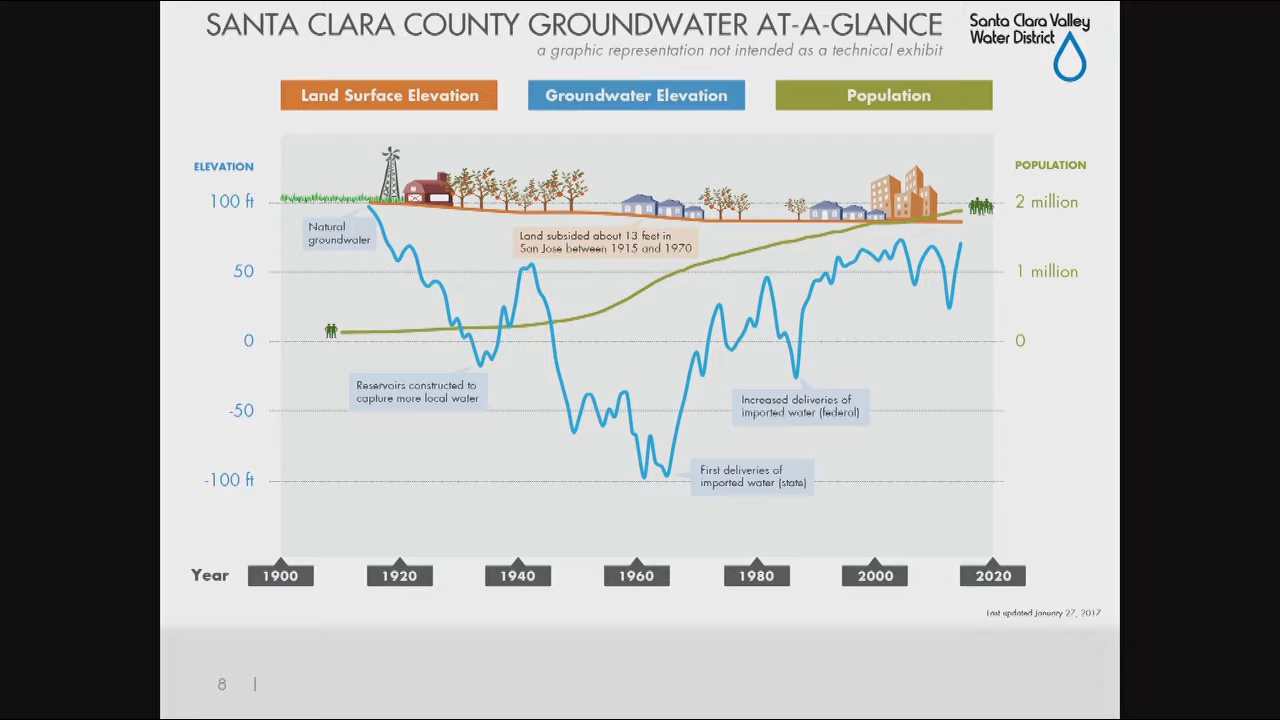 SANTA CLARA COUNTY GROUNDWATER AT-A-GLANCE
a graphic representation not intended as a technical exhibit
Santa Clara Valley
Water District
Land Surface Elevation
Groundwater Elevation
Population
ELEVATION
POPULATION
100 ft
2 million
Natural
groundwater
Land subsided about 13 feet in
San Jose between 1915 and 1970
50
1 million
0
0
Reservoirs constructed to
capture more local water
Increased deliveries of
imported water (federal)
-50
First deliveries of
imported water (state)
-100 ft
Year
1900
1920
1940
1960
1980
2000
2020
Last updated January 27, 2017
8 |